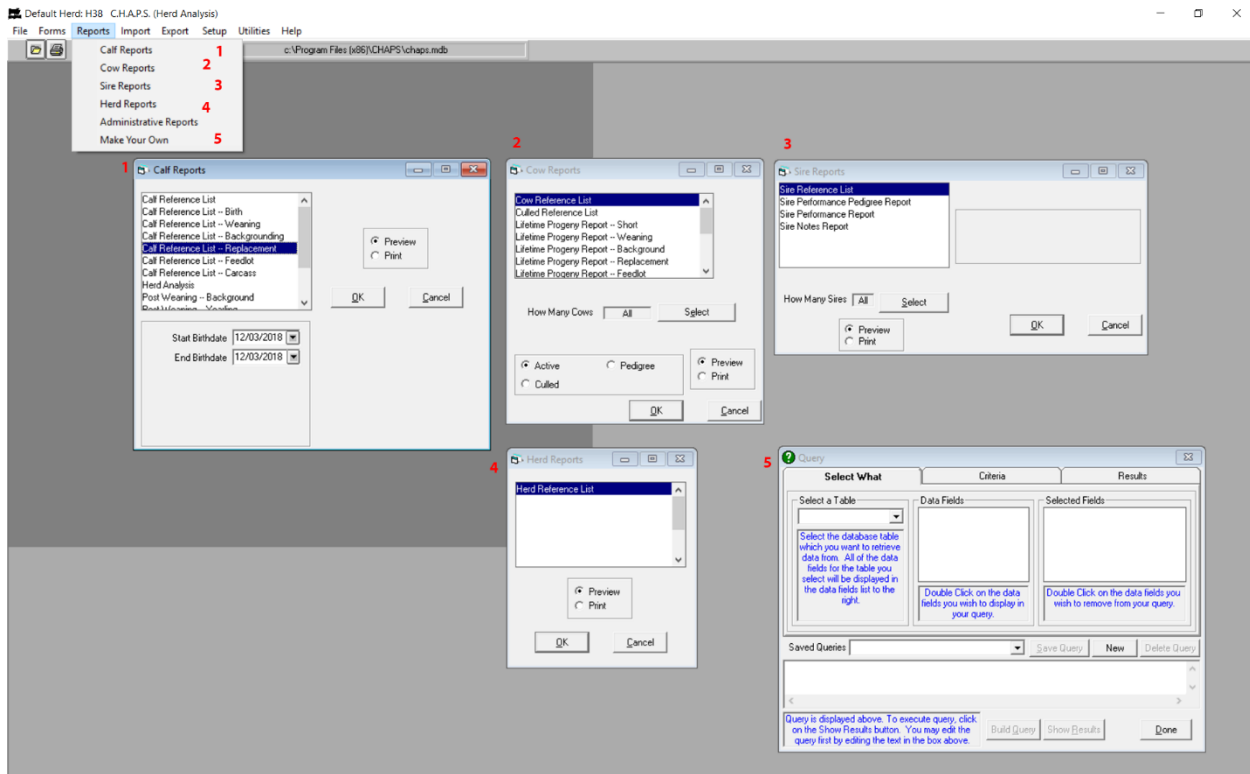 Default Herd: H38 C.H.A.P.S. (Herd Analysis)
File Forms Reports Import Export Setup Utilities Help
c:\Program Files (x86)\CHAPS\chaps.mdb
Calf Reports 1
Cow Reports 2
Sire Reports 3
Herd Reports 4
Administrative Reports
Make Your Own 5
1 Calf Reports
Calf Reference List
Calf Reference List -- Birth
Calf Reference List -- Weaning
Calf Reference List -- Backgrounding
Calf Reference List -- Replacement
Calf Reference List -- Feedlot
Calf Reference List -- Carcass
Herd Analysis
Post Weaning -- Background
Post Weaning -- Yearling
Preview
Print
OK Cancel
Start Birthdate 12/03/2018
End Birthdate 12/03/2018
2
Cow Reports
Cow Reference List
Culled Reference List
Lifetime Progeny Report -- Short
Lifetime Progeny Report -- Weaning
Lifetime Progeny Report -- Background
Lifetime Progeny Report -- Replacement
Lifetime Progeny Report -- Feedlot
How Many Cows All Select
Active Pedigree
Culled
Preview
Print
OK Cancel
3
Sire Reports
Sire Reference List
Sire Performance Pedigree Report
Sire Performance Report
Sire Notes Report
How Many Sires All Select
Preview
Print
OK Cancel
4 Herd Reports
Herd Reference List
Preview
Print
OK Cancel
5 Query
Select What Criteria Results
Select a Table
Select the database table
which you want to retrieve
data from. All of the data
fields for the table you
select will be displayed in
the data fields list to the
right.
Data Fields
Double Click on the data
fields you wish to display in
your query.
Selected Fields
Double Click on the data fields you
wish to remove from your query.
Saved Queries Save Query New Delete Query
Query is displayed above. To execute query, click
on the Show Results button. You may edit the
query first by editing the text in the box above.
Build Query Show Results Done